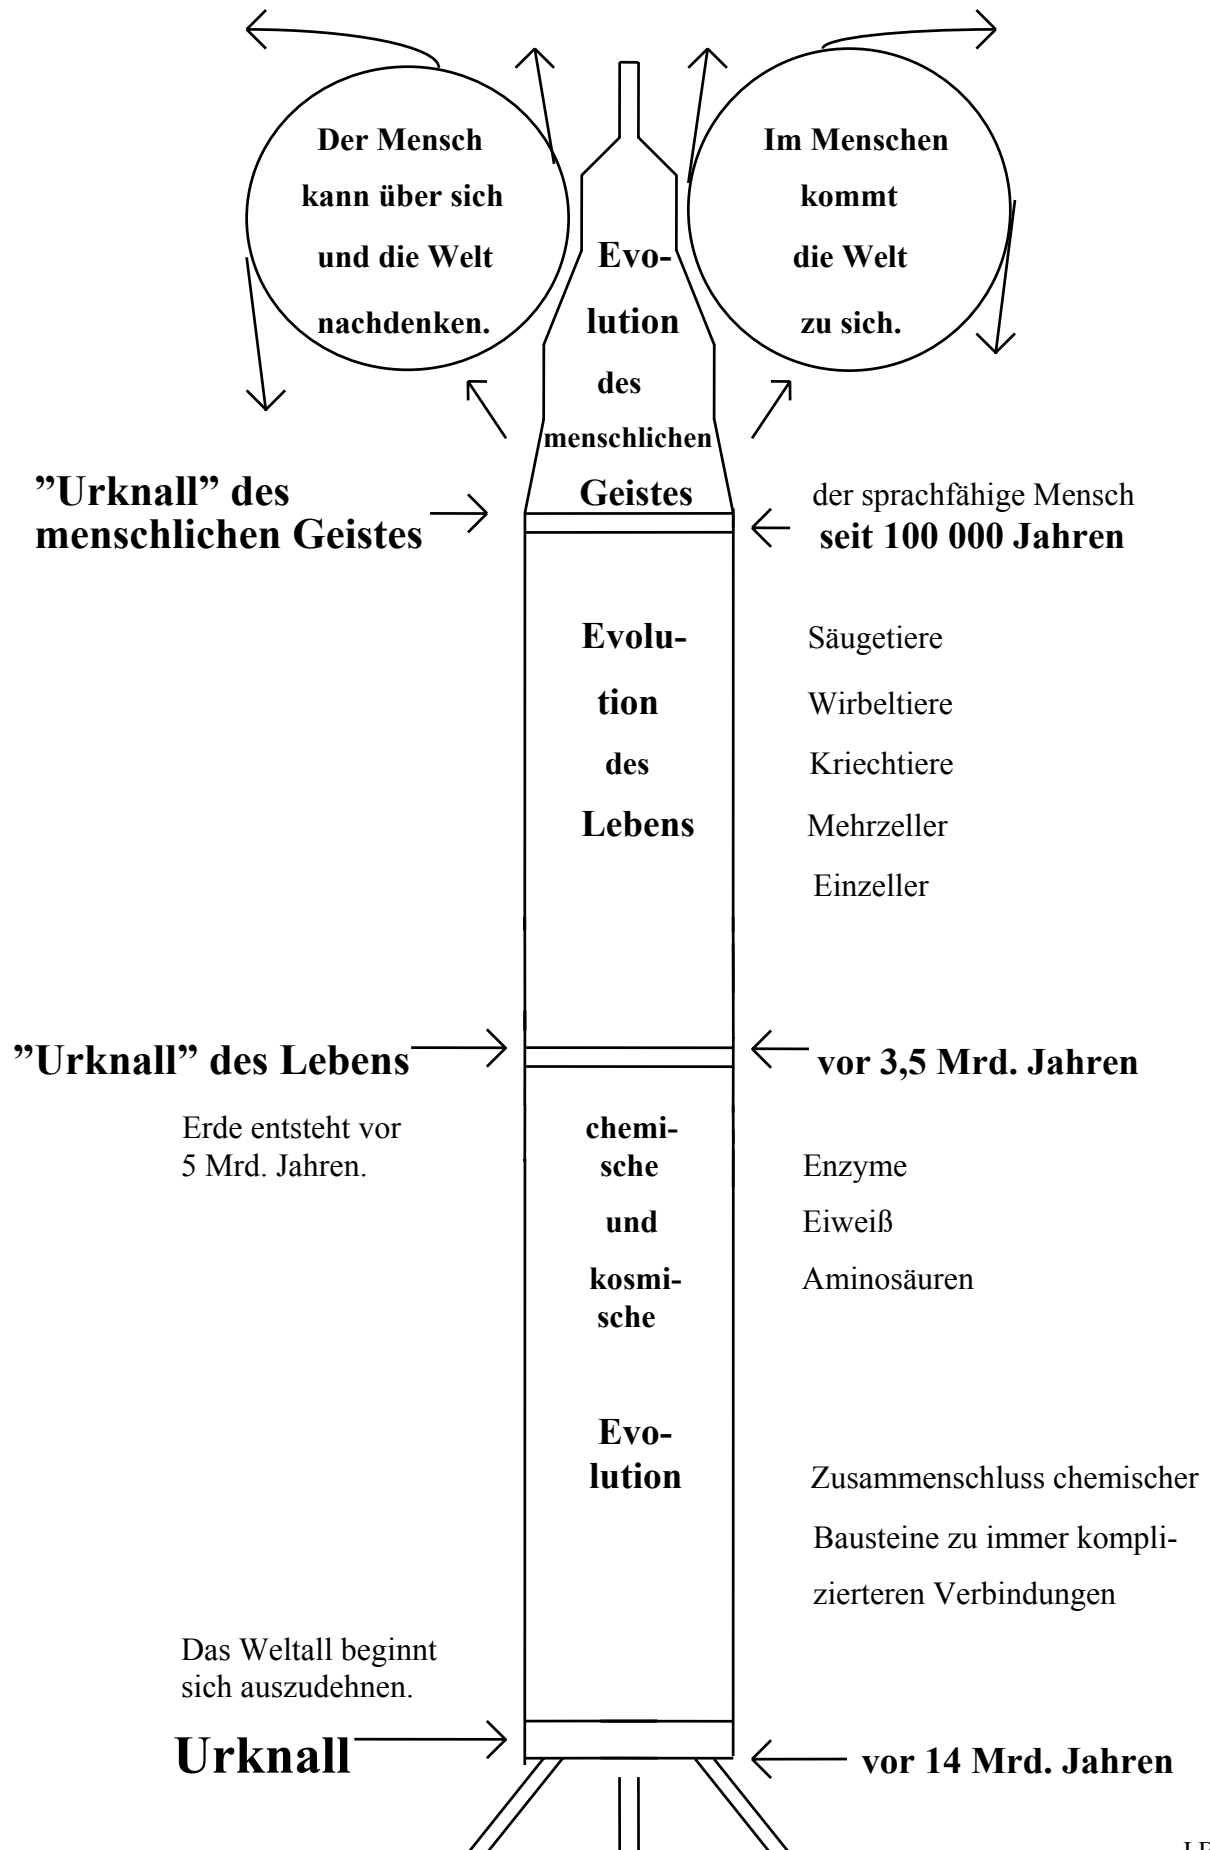 Der Mensch
kann über sich
und die Welt
nachdenken.
Im Menschen
kommt
die Welt
zu sich.
Evo-
lution
des
menschlichen
Geistes
”Urknall” des
menschlichen Geistes
der sprachfähige Mensch
seit 100 000 Jahren
Evolu-
tion
des
Lebens
Säugetiere
Wirbeltiere
Kriechtiere
Mehrzeller
Einzeller
”Urknall” des Lebens
vor 3,5 Mrd. Jahren
Erde entsteht vor
5 Mrd. Jahren.
chemi-
sche
und
kosmi-
sche
Evo-
lution
Enzyme
Eiweiß
Aminosäuren
Zusammenschluss chemischer
Bausteine zu immer kompli-
zierteren Verbindungen
Das Weltall beginnt
sich auszudehnen.
Urknall
vor 14 Mrd. Jahren